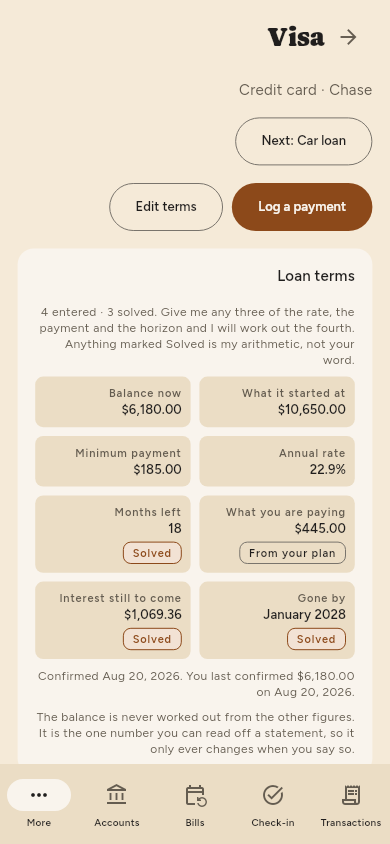 Visa
Credit card · Chase
Next: Car loan
Edit terms
Log a payment
Loan terms
4 entered · 3 solved. Give me any three of the rate, the
payment and the horizon and I will work out the fourth.
Anything marked Solved is my arithmetic, not your
word.
What it started at
$10,650.00
Balance now
$6,180.00
Annual rate
22.9%
Minimum payment
$185.00
What you are paying
$445.00
From your plan
Months left
18
Solved
Gone by
January 2028
Solved
Interest still to come
$1,069.36
Solved
Confirmed Aug 20, 2026. You last confirmed $6,180.00
on Aug 20, 2026.
The balance is never worked out from the other figures.
It is the one number you can read off a statement, so it
only ever changes when you say so.
More
Accounts
Bills
Check-in
Transactions